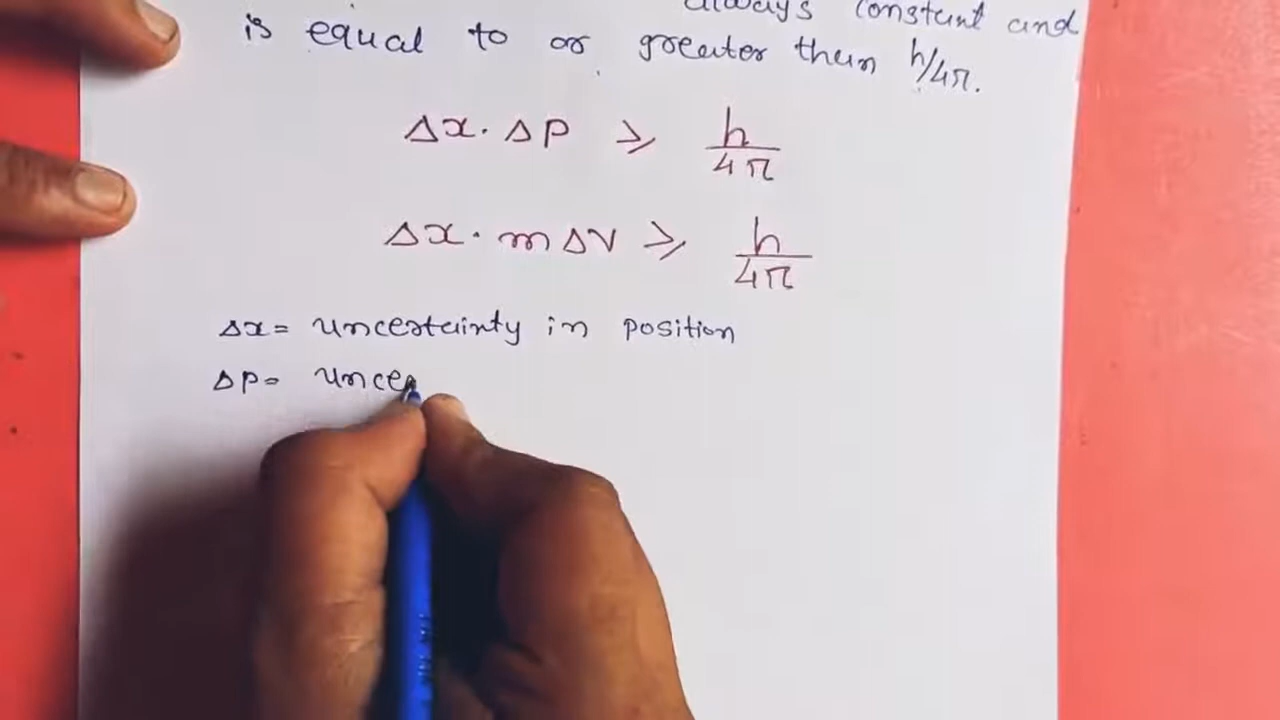 always constant and
is equal to or greater than h/4π.
Δx. Δp ≥ h/4π
Δx. mΔv ≥ h/4π
Δx= uncertainty in position
Δp= uncer